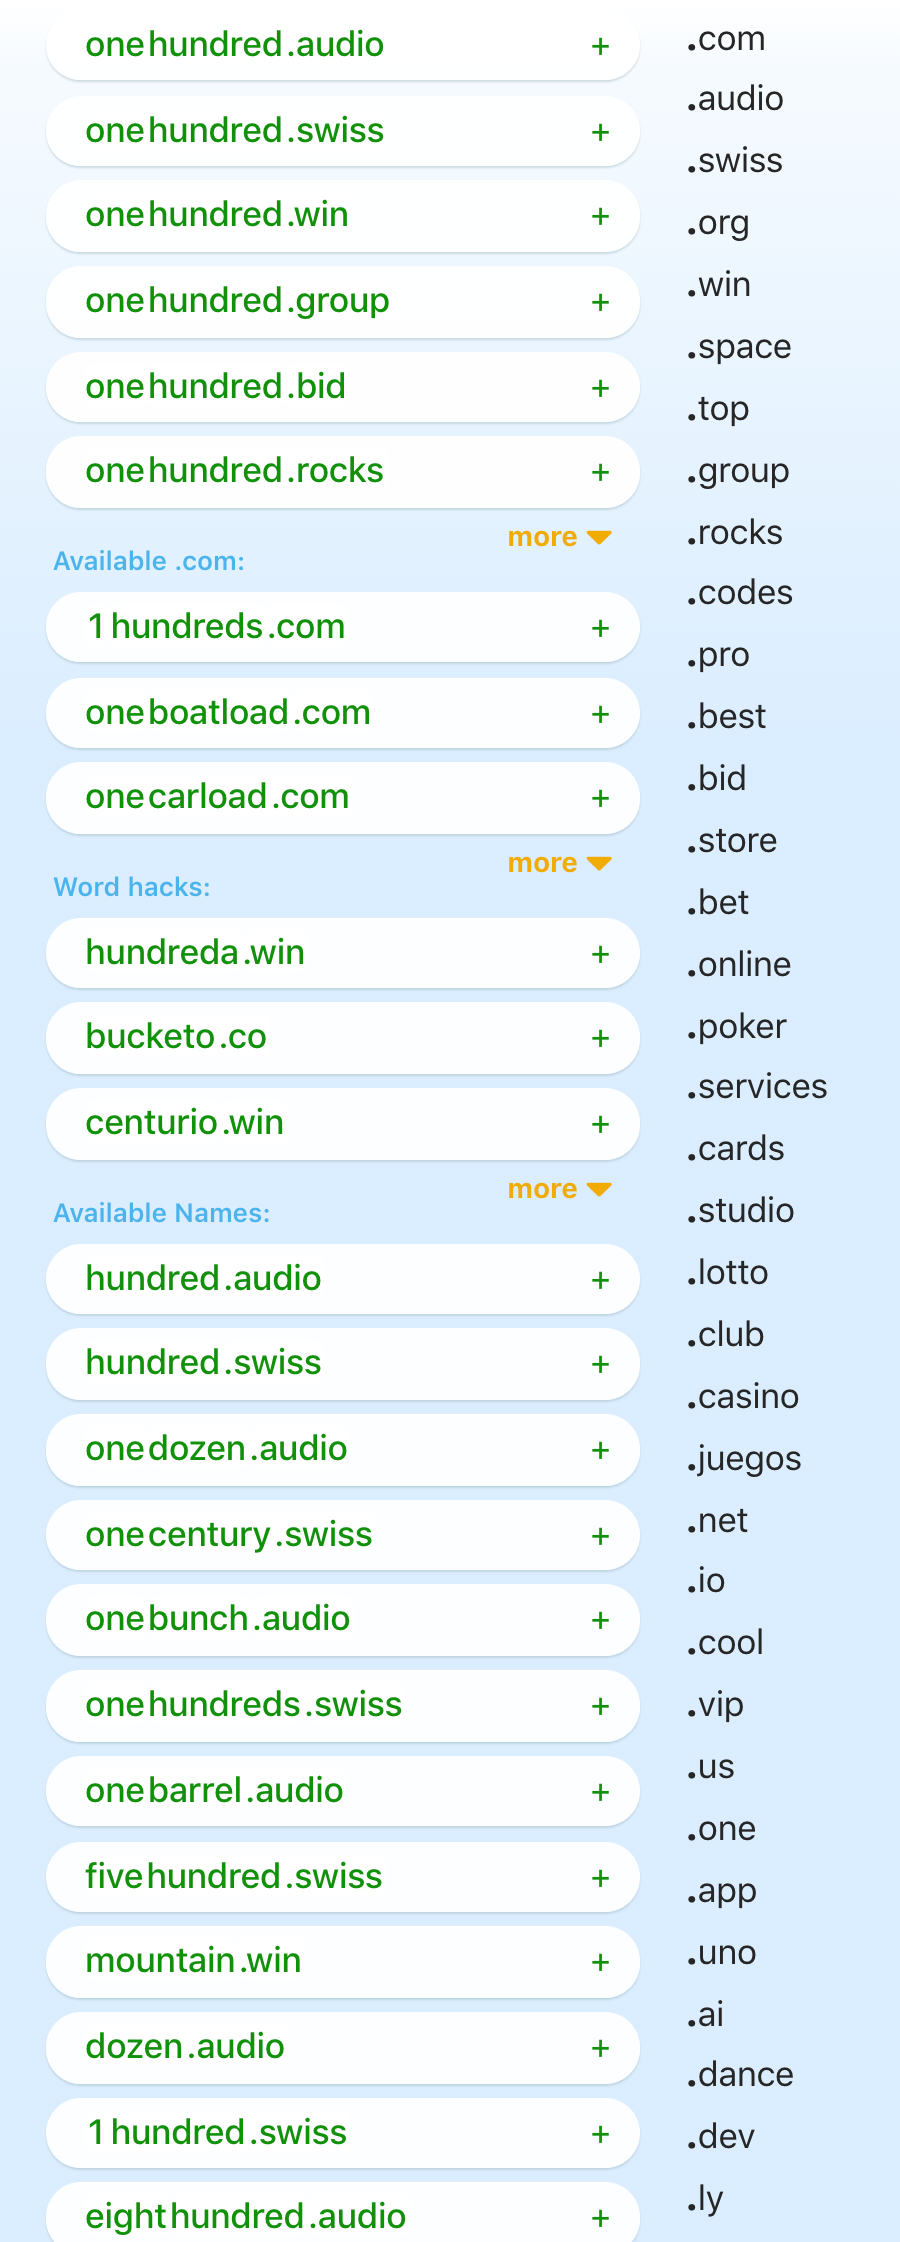 onehundred.audio +
onehundred.swiss +
onehundred.win +
onehundred.group +
onehundred.bid +
onehundred.rocks +
more
Available .com:
1hundreds.com +
oneboatload.com +
onecarload.com +
more
Word hacks:
hundreda.win +
bucketo.co +
centurio.win +
more
Available Names:
hundred.audio +
hundred.swiss +
onedozen.audio +
onecentury.swiss +
onebunch.audio +
onehundreds.swiss +
onebarrel.audio +
fivehundred.swiss +
mountain.win +
dozen.audio +
1hundred.swiss +
eighthundred.audio +
.com
.audio
.swiss
.org
.win
.space
.top
.group
.rocks
.codes
.pro
.best
.bid
.store
.bet
.online
.poker
.services
.cards
.studio
.lotto
.club
.casino
.juegos
.net
.io
.cool
.vip
.us
.one
.app
.uno
.ai
.dance
.dev
.ly